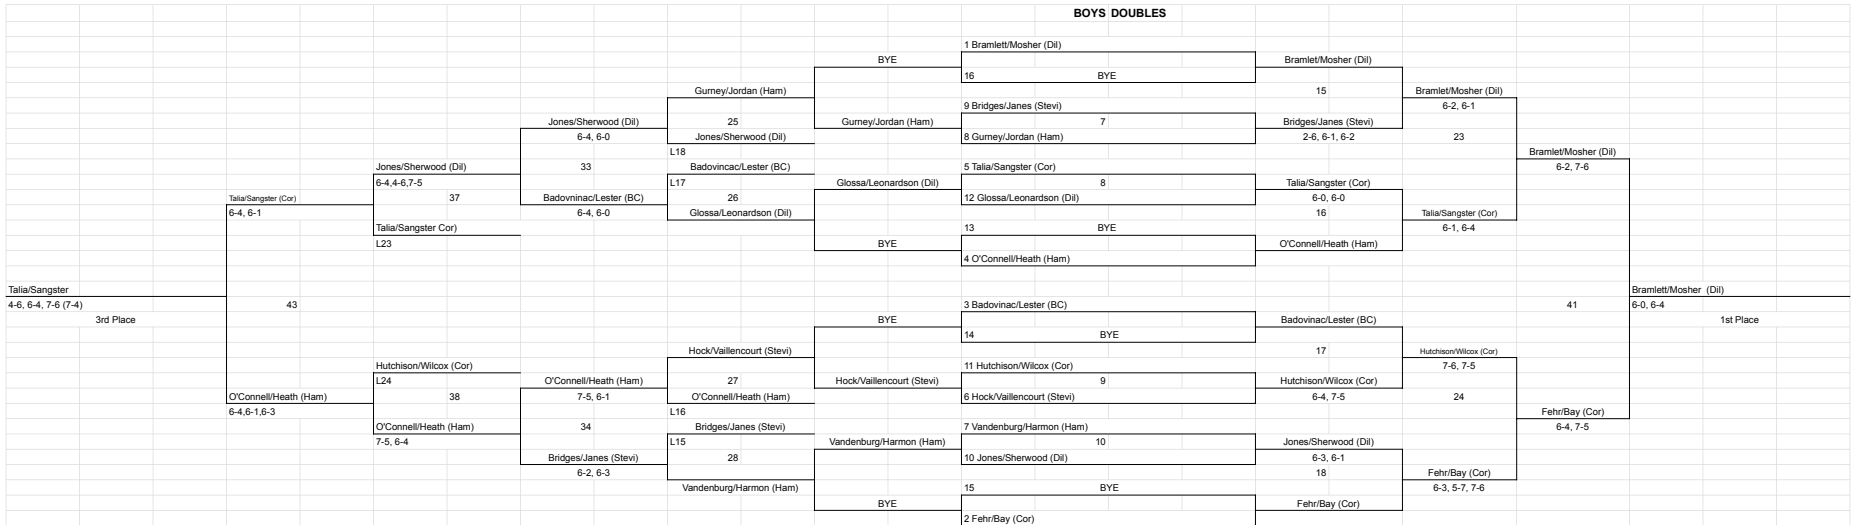 BOYS DOUBLES
1 Bramlett/Mosher (Dil)
BYE Bramlet/Mosher (Dil)
16 BYE
Gurney/Jordan (Ham) 15 Bramlet/Mosher (Dil)
9 Bridges/Janes (Stevi) 6-2, 6-1
Jones/Sherwood (Dil) 25 Gurney/Jordan (Ham) 7 Bridges/Janes (Stevi)
6-4, 6-0 Jones/Sherwood (Dil) 8 Gurney/Jordan (Ham) 2-6, 6-1, 6-2 23
L18 Bramlet/Mosher (Dil)
Jones/Sherwood (Dil) 33 Badovincac/Lester (BC) 5 Talia/Sangster (Cor) 6-2, 7-6
6-4,4-6,7-5 L17 Glossa/Leonardson (Dil) 8 Talia/Sangster (Cor)
Talia/Sangster (Cor) 37 Badovninac/Lester (BC) 26 12 Glossa/Leonardson (Dil) 6-0, 6-0
6-4, 6-1 6-4, 6-0 Glossa/Leonardson (Dil) 16 Talia/Sangster (Cor)
Talia/Sangster Cor) 13 BYE 6-1, 6-4
L23 BYE O'Connell/Heath (Ham)
4 O'Connell/Heath (Ham)
Talia/Sangster Bramlett/Mosher (Dil)
4-6, 6-4, 7-6 (7-4) 43 3 Badovinac/Lester (BC) 41 6-0, 6-4
3rd Place BYE Badovinac/Lester (BC) 1st Place
14 BYE
Hock/Vaillencourt (Stevi) 17 Hutchison/Wilcox (Cor)
Hutchison/Wilcox (Cor) 11 Hutchison/Wilcox (Cor) 7-6, 7-5
L24 O'Connell/Heath (Ham) 27 Hock/Vaillencourt (Stevi) 9 Hutchison/Wilcox (Cor)
O'Connell/Heath (Ham) 38 7-5, 6-1 O'Connell/Heath (Ham) 6 Hock/Vaillencourt (Stevi) 6-4, 7-5 24
6-4,6-1,6-3 L16 Fehr/Bay (Cor)
O'Connell/Heath (Ham) 34 Bridges/Janes (Stevi) 7 Vandenburg/Harmon (Ham) 6-4, 7-5
7-5, 6-4 L15 Vandenburg/Harmon (Ham) 10 Jones/Sherwood (Dil)
Bridges/Janes (Stevi) 28 10 Jones/Sherwood (Dil) 6-3, 6-1
6-2, 6-3 18 Fehr/Bay (Cor)
Vandenburg/Harmon (Ham) 15 BYE 6-3, 5-7, 7-6
BYE Fehr/Bay (Cor)
2 Fehr/Bay (Cor)